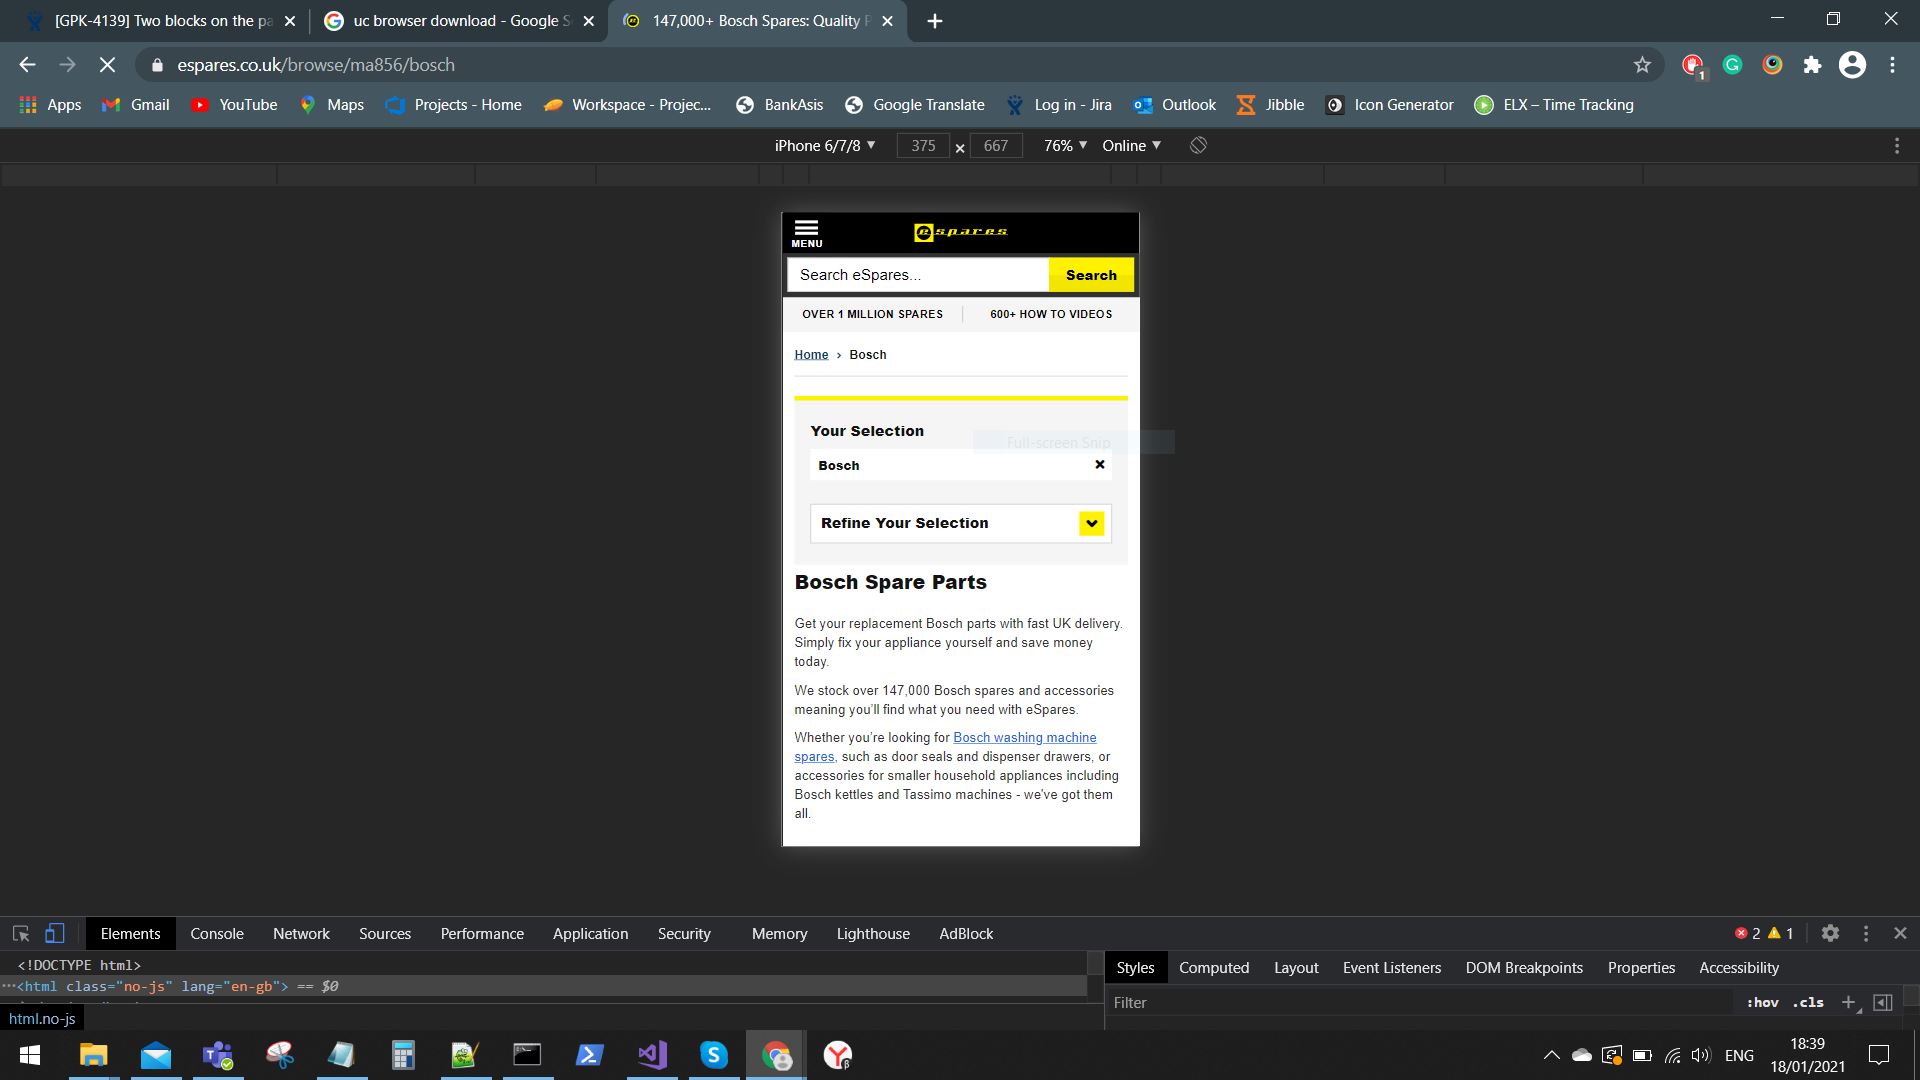 [GPK-4139] Two blocks on the pa
uc browser download - Google S
147,000+ Bosch Spares: Quality P
espares.co.uk/browse/ma856/bosch
1
Apps
Gmail
YouTube
Maps
Projects - Home
Workspace - Projec...
BankAsis
Google Translate
Log in - Jira
Outlook
Jibble
Icon Generator
ELX – Time Tracking
iPhone 6/7/8 ▼ 375 × 667 76% ▼ Online ▼
MENU
espares
Search eSpares...
Search
OVER 1 MILLION SPARES
600+ HOW TO VIDEOS
Home › Bosch
Your Selection
Full-screen Snip
Bosch
Refine Your Selection
Bosch Spare Parts
Get your replacement Bosch parts with fast UK delivery.
Simply fix your appliance yourself and save money
today.
We stock over 147,000 Bosch spares and accessories
meaning you'll find what you need with eSpares.
Whether you're looking for Bosch washing machine
spares, such as door seals and dispenser drawers, or
accessories for smaller household appliances including
Bosch kettles and Tassimo machines - we've got them
all.
Elements Console Network Sources Performance Application Security Memory Lighthouse AdBlock
2 1
<!DOCTYPE html>
···<html class="no-js" lang="en-gb"> == $0
html.no-js
Styles Computed Layout Event Listeners DOM Breakpoints Properties Accessibility
Filter
:hov .cls
ENG
18:39
18/01/2021